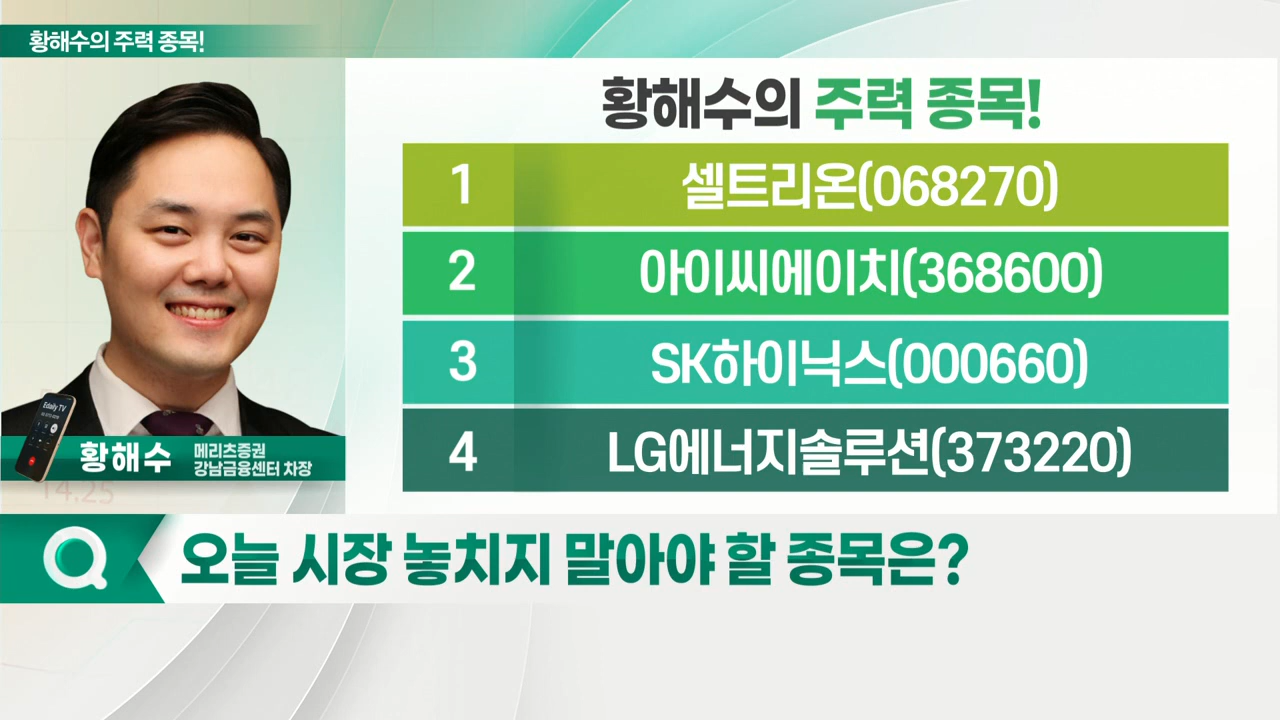 황해수의 주력 종목!
황해수의 주력 종목!
1 셀트리온(068270)
2 아이씨에이치(368600)
3 SK하이닉스(000660)
4 LG에너지솔루션(373220)
Edaily TV
황해수 메리츠증권
강남금융센터 차장
14.25
오늘 시장 놓치지 말아야 할 종목은?